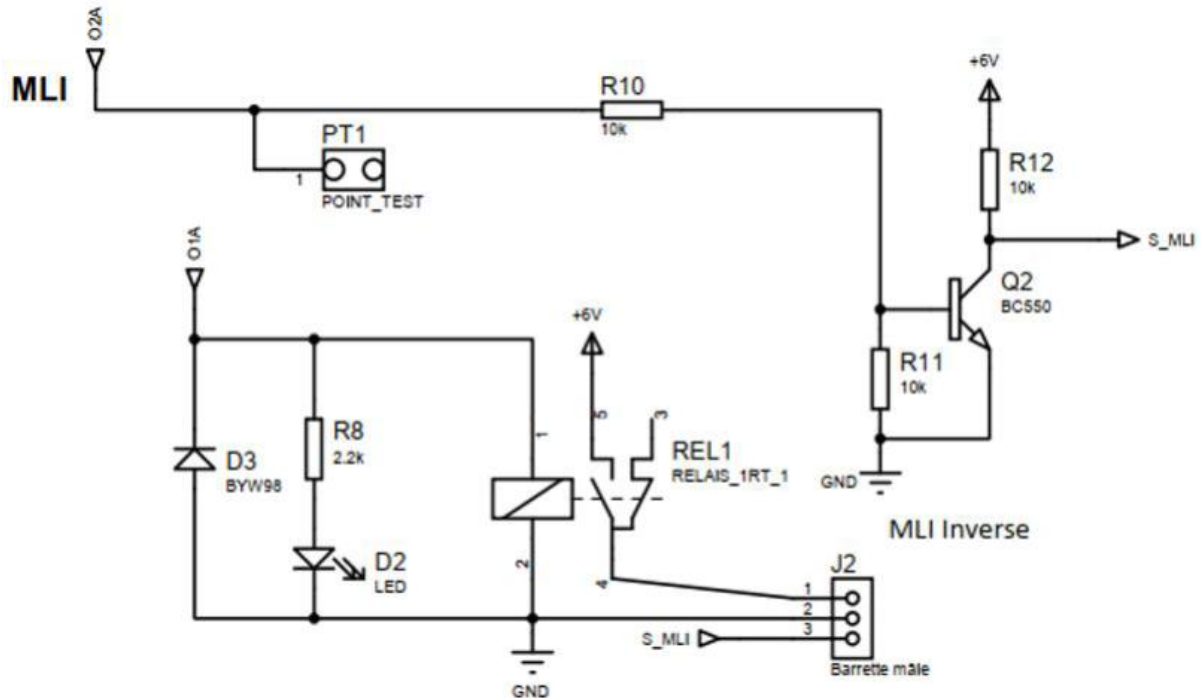 O2A
MLI
PT1
1
POINT_TEST
R10
10k
+6V
R12
10k
S_MLI
Q2
BC550
R11
10k
GND
MLI Inverse
O1A
D3
BYW98
R8
2.2k
D2
LED
1
2
+6V
5
3
REL1
RELAIS_1RT_1
4
GND
S_MLI
J2
1
2
3
Barrette mâle